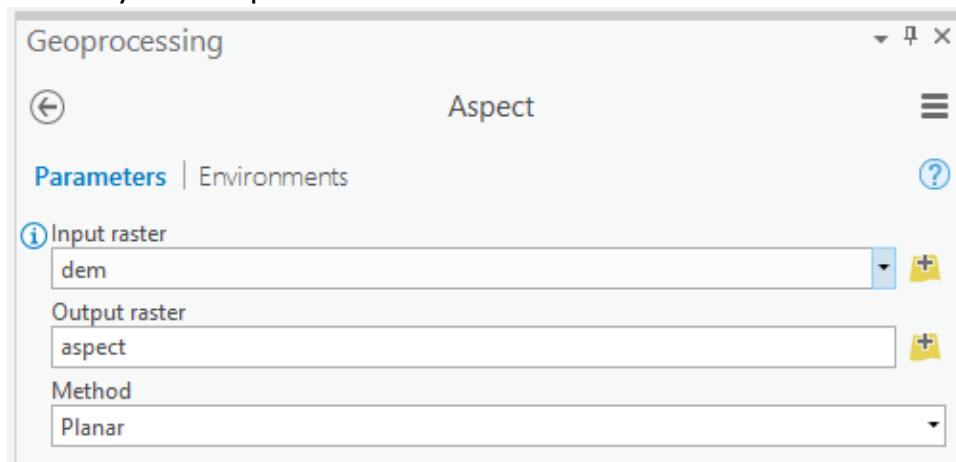 Geoprocessing
Aspect
Parameters | Environments
Input raster
dem
Output raster
aspect
Method
Planar